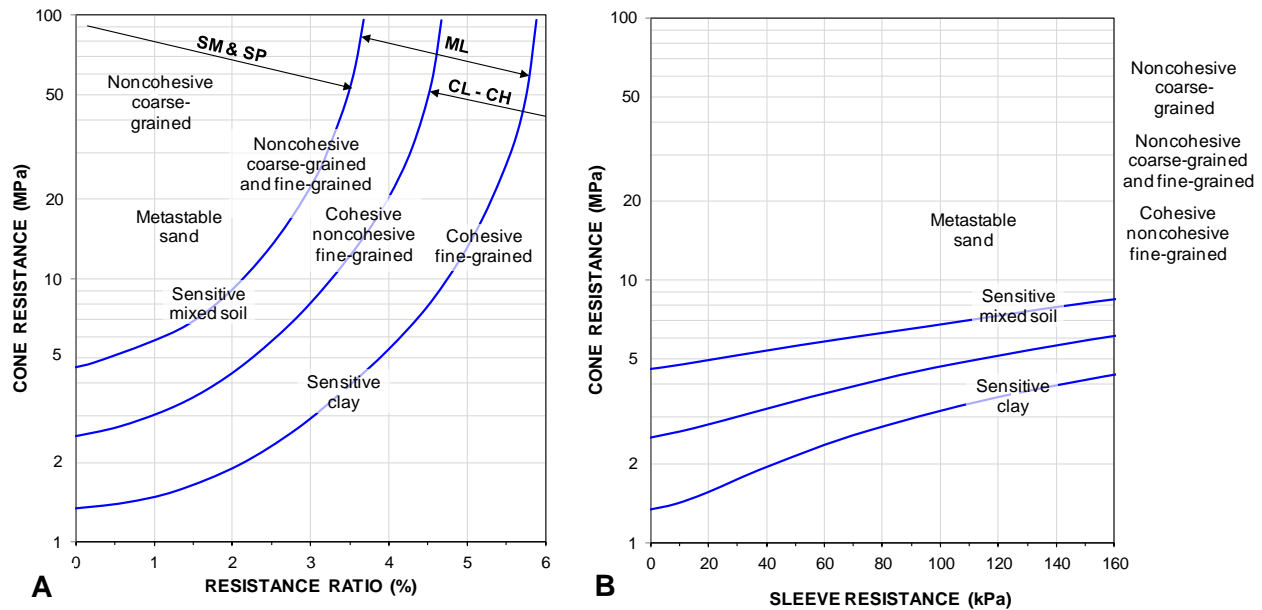 100
50
20
10
5
2
1
CONE RESISTANCE (MPa)
SM & SP
ML
CL - CH
Noncohesive
coarse-
grained
Noncohesive
coarse-grained
and fine-grained
Metastable
sand
Cohesive
noncohesive
fine-grained
Cohesive
fine-grained
Sensitive
mixed soil
Sensitive
clay
0 1 2 3 4 5 6
RESISTANCE RATIO (%)
A
100
50
20
10
5
2
1
CONE RESISTANCE (MPa)
Metastable
sand
Sensitive
mixed soil
Sensitive
clay
0 20 40 60 80 100 120 140 160
SLEEVE RESISTANCE (kPa)
B
Noncohesive
coarse-
grained
Noncohesive
coarse-grained
and fine-grained
Cohesive
noncohesive
fine-grained